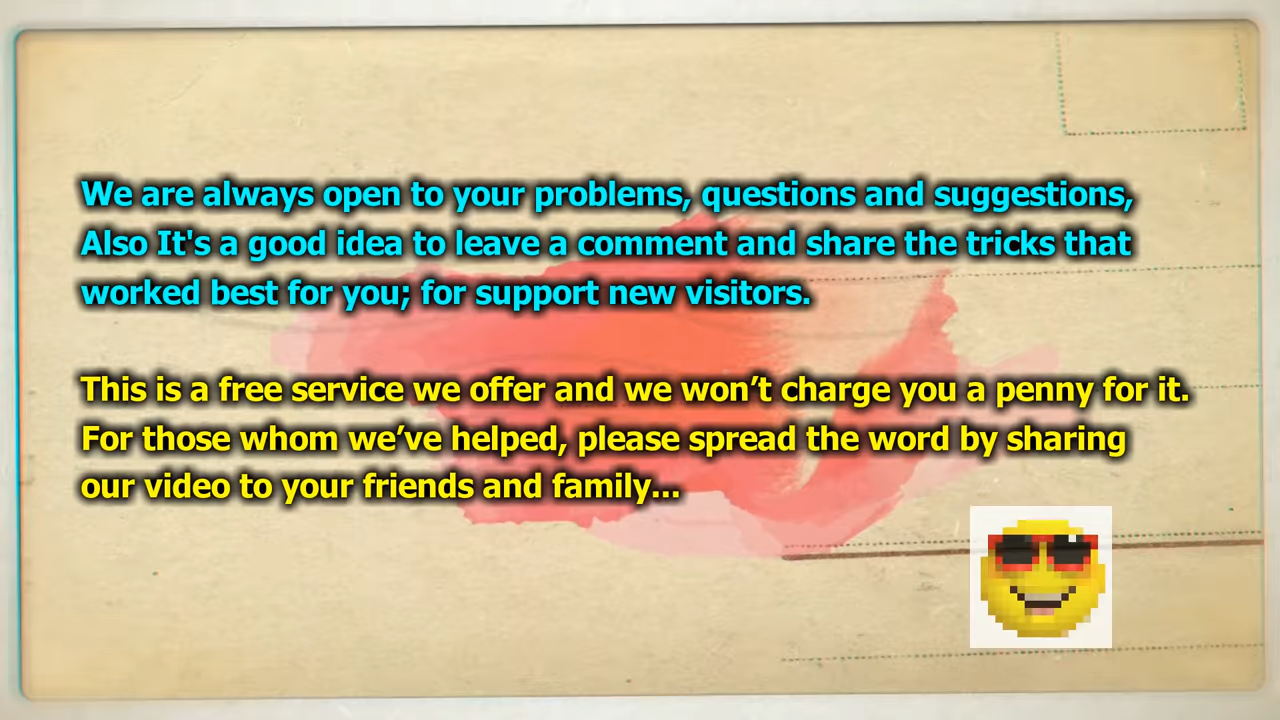 We are always open to your problems, questions and suggestions,
Also It's a good idea to leave a comment and share the tricks that
worked best for you; for support new visitors.
This is a free service we offer and we won’t charge you a penny for it.
For those whom we’ve helped, please spread the word by sharing
our video to your friends and family...